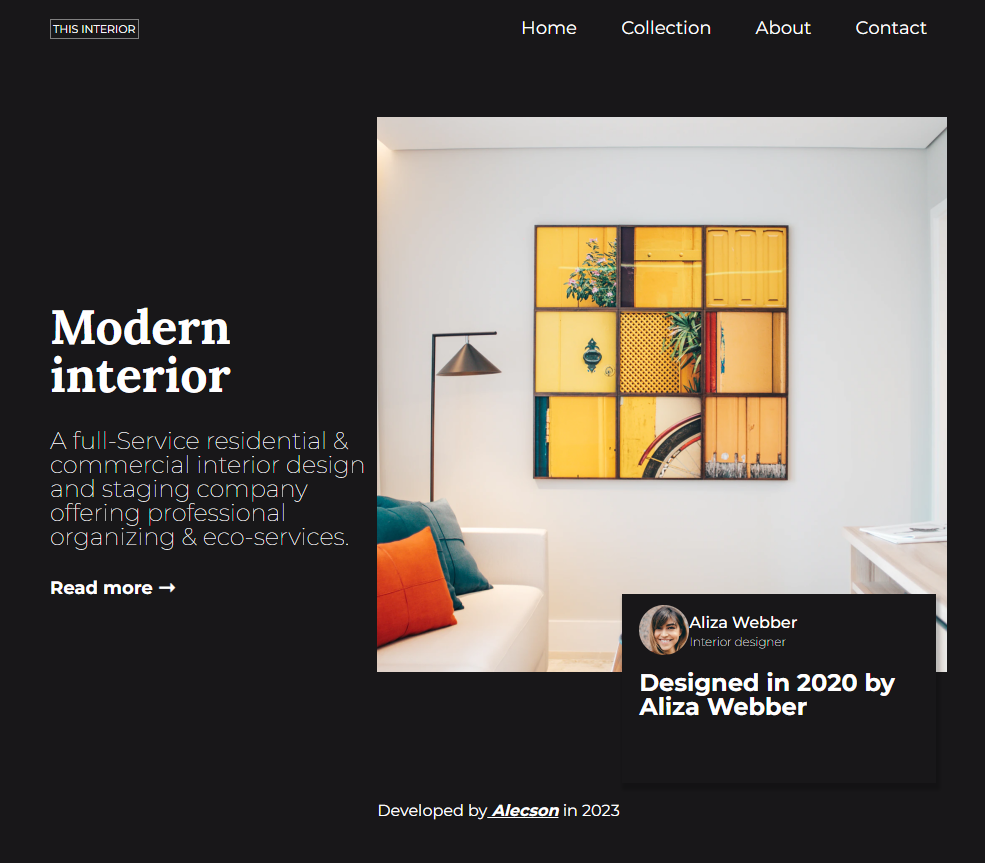 THIS INTERIOR
Home Collection About Contact
Modern
interior
A full-Service residential &
commercial interior design
and staging company
offering professional
organizing & eco-services.
Read more ➞
Aliza Webber
Interior designer
Designed in 2020 by
Aliza Webber
Developed by Alecson in 2023